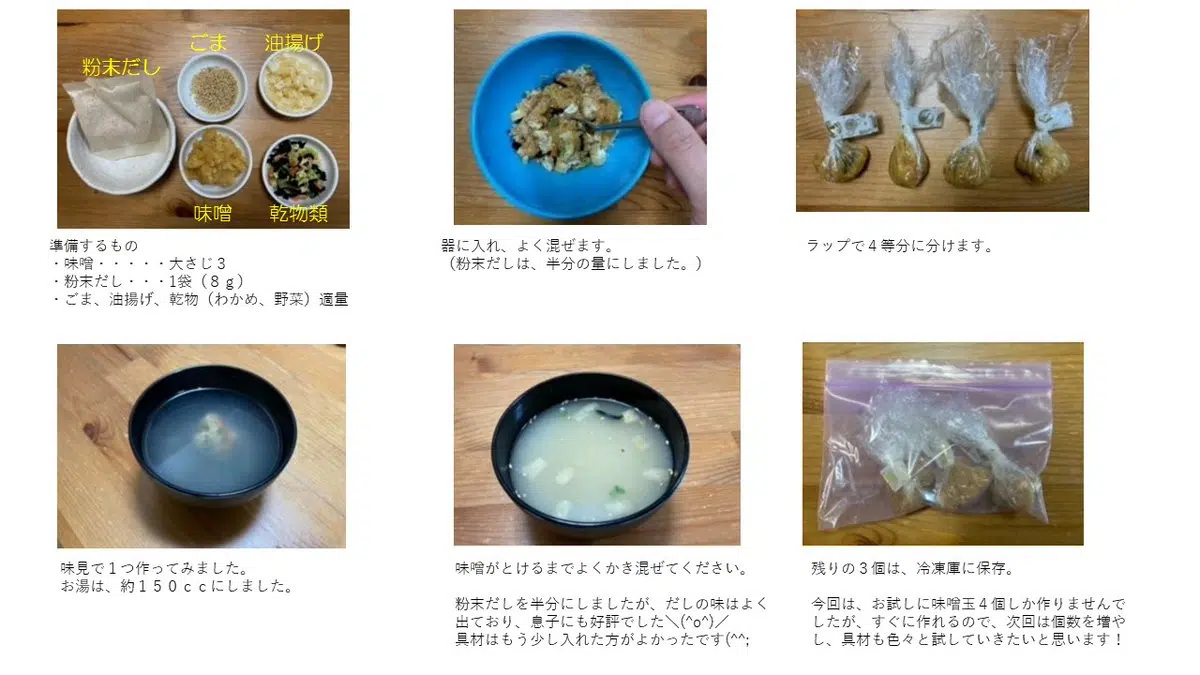 粉末だし
ごま
油揚げ
味噌
乾物類
準備するもの
・味噌・・・・・大さじ３
・粉末だし・・・1袋（８ｇ）
・ごま、油揚げ、乾物（わかめ、野菜）適量
器に入れ、よく混ぜます。
（粉末だしは、半分の量にしました。）
ラップで４等分に分けます。
味見で１つ作ってみました。
お湯は、約１５０ｃｃにしました。
味噌がとけるまでよくかき混ぜてください。
粉末だしを半分にしましたが、だしの味はよく
出ており、息子にも好評でした＼(^o^)／
具材はもう少し入れた方がよかったです(^^;
残りの３個は、冷凍庫に保存。
今回は、お試しに味噌玉４個しか作りませんで
したが、すぐに作れるので、次回は個数を増や
し、具材も色々と試していきたいと思います！